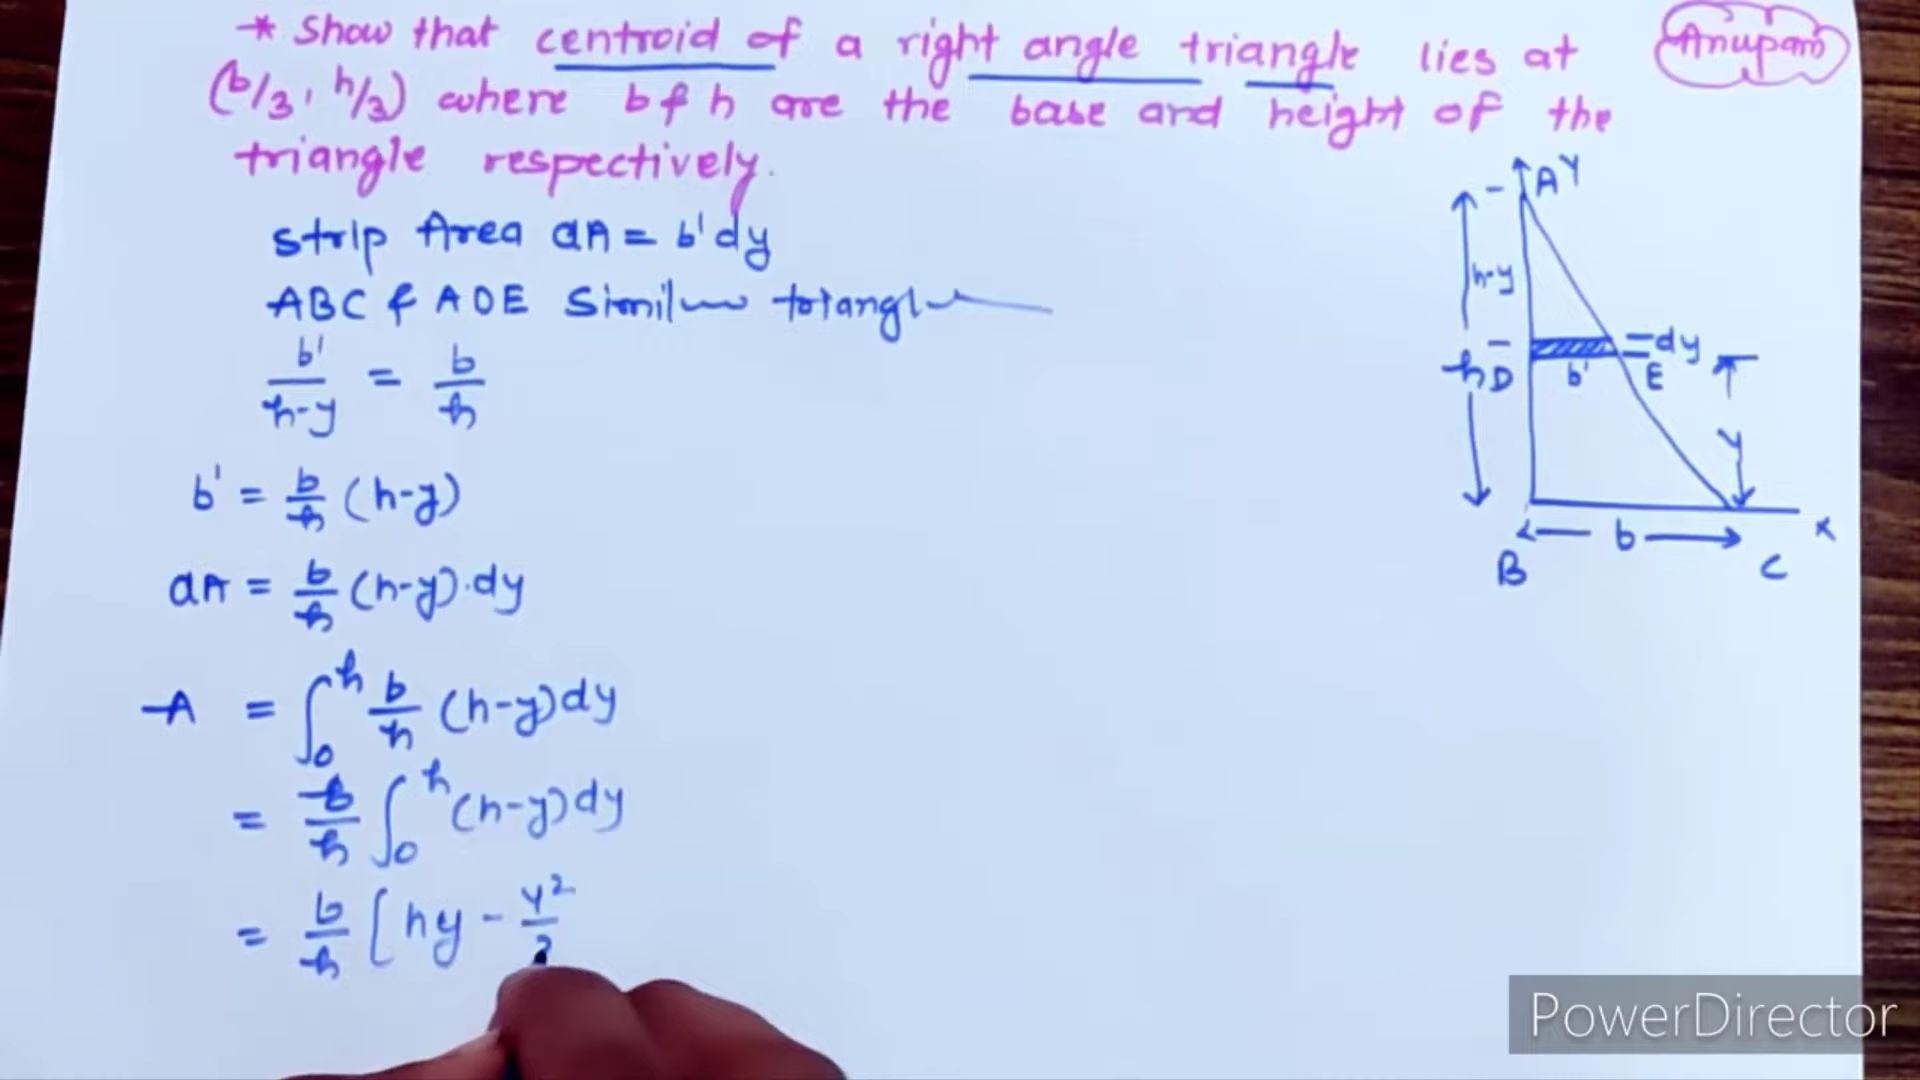 * Show that centroid of a right angle triangle lies at
(b/3, h/3) where b & h are the base and height of the
triangle respectively.
Anupam
strip Area dA = b'dy
ABC & ADE
b'/h-y = b/h
b' = b/h (h-y)
dA = b/h (h-y).dy
A = ∫₀ʰ b/h (h-y)dy
= b/h ∫₀ʰ (h-y)dy
= b/h [hy - y²/2
A Y
h-y
dy
h D b' E
y
b x
B C
PowerDirector